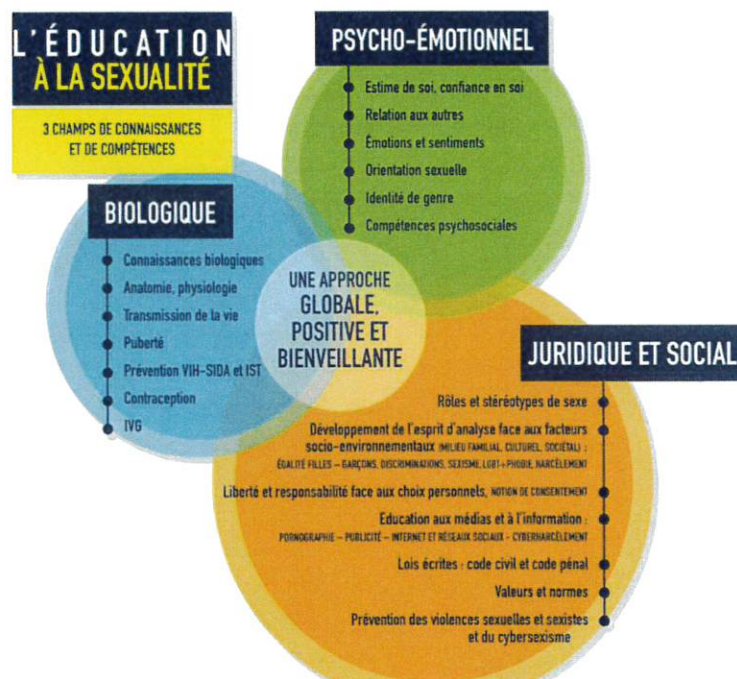 L'ÉDUCATION
À LA SEXUALITÉ
3 CHAMPS DE CONNAISSANCES
ET DE COMPÉTENCES
PSYCHO-ÉMOTIONNEL
Estime de soi, confiance en soi
Relation aux autres
Émotions et sentiments
Orientation sexuelle
Identité de genre
Compétences psychosociales
BIOLOGIQUE
Connaissances biologiques
Anatomie, physiologie
Transmission de la vie
Puberté
Prévention VIH-SIDA et IST
Contraception
IVG
UNE APPROCHE
GLOBALE,
POSITIVE ET
BIENVEILLANTE
JURIDIQUE ET SOCIAL
Rôles et stéréotypes de sexe
Développement de l'esprit d'analyse face aux facteurs
socio-environnementaux (MILIEU FAMILIAL, CULTUREL, SOCIÉTAL) :
ÉGALITÉ FILLES – GARÇONS, DISCRIMINATIONS, SEXISME, LGBT+PHOBIE, HARCÈLEMENT
Liberté et responsabilité face aux choix personnels, NOTION DE CONSENTEMENT
Education aux médias et à l'information :
PORNOGRAPHIE – PUBLICITÉ – INTERNET ET RÉSEAUX SOCIAUX - CYBERHARCÈLEMENT
Lois écrites : code civil et code pénal
Valeurs et normes
Prévention des violences sexuelles et sexistes
et du cybersexisme